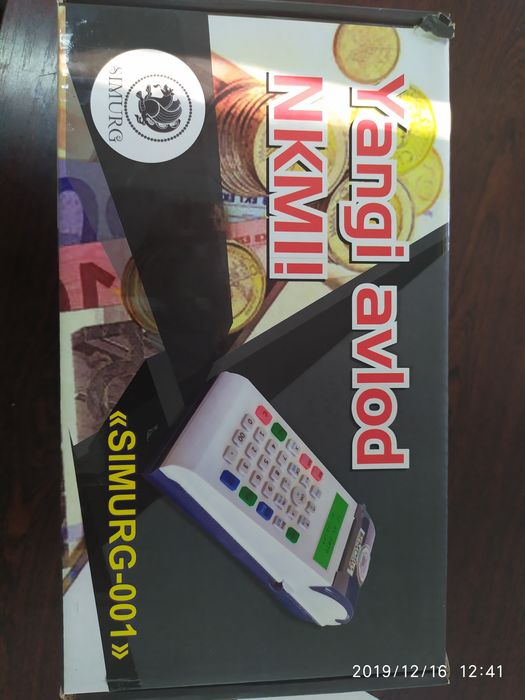 Yangi avlod
NKM!
SIMURG
«SIMURG-001»
2019/12/16 12:41